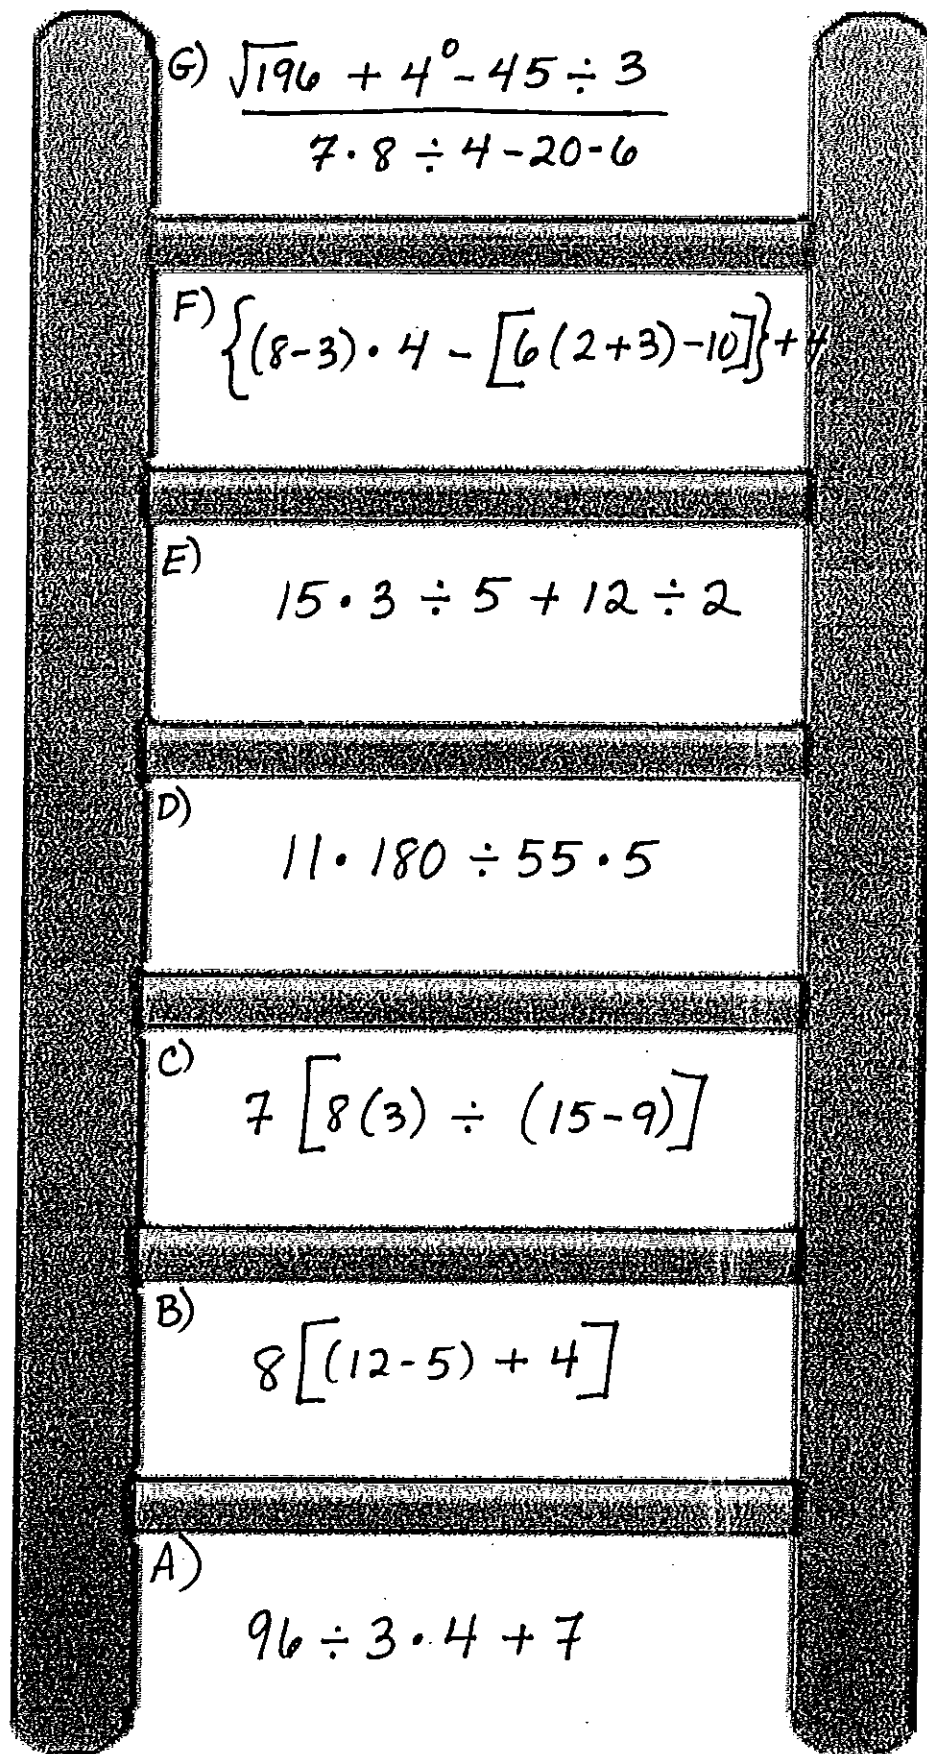 G) √196 + 4⁰ - 45 ÷ 3
7 · 8 ÷ 4 - 20 - 6
F) {(8-3) · 4 - [6(2+3)-10]} + 4
E)
15 · 3 ÷ 5 + 12 ÷ 2
D)
11 · 180 ÷ 55 · 5
C)
7 [8(3) ÷ (15-9)]
B)
8[(12-5) + 4]
A)
96 ÷ 3 · 4 + 7